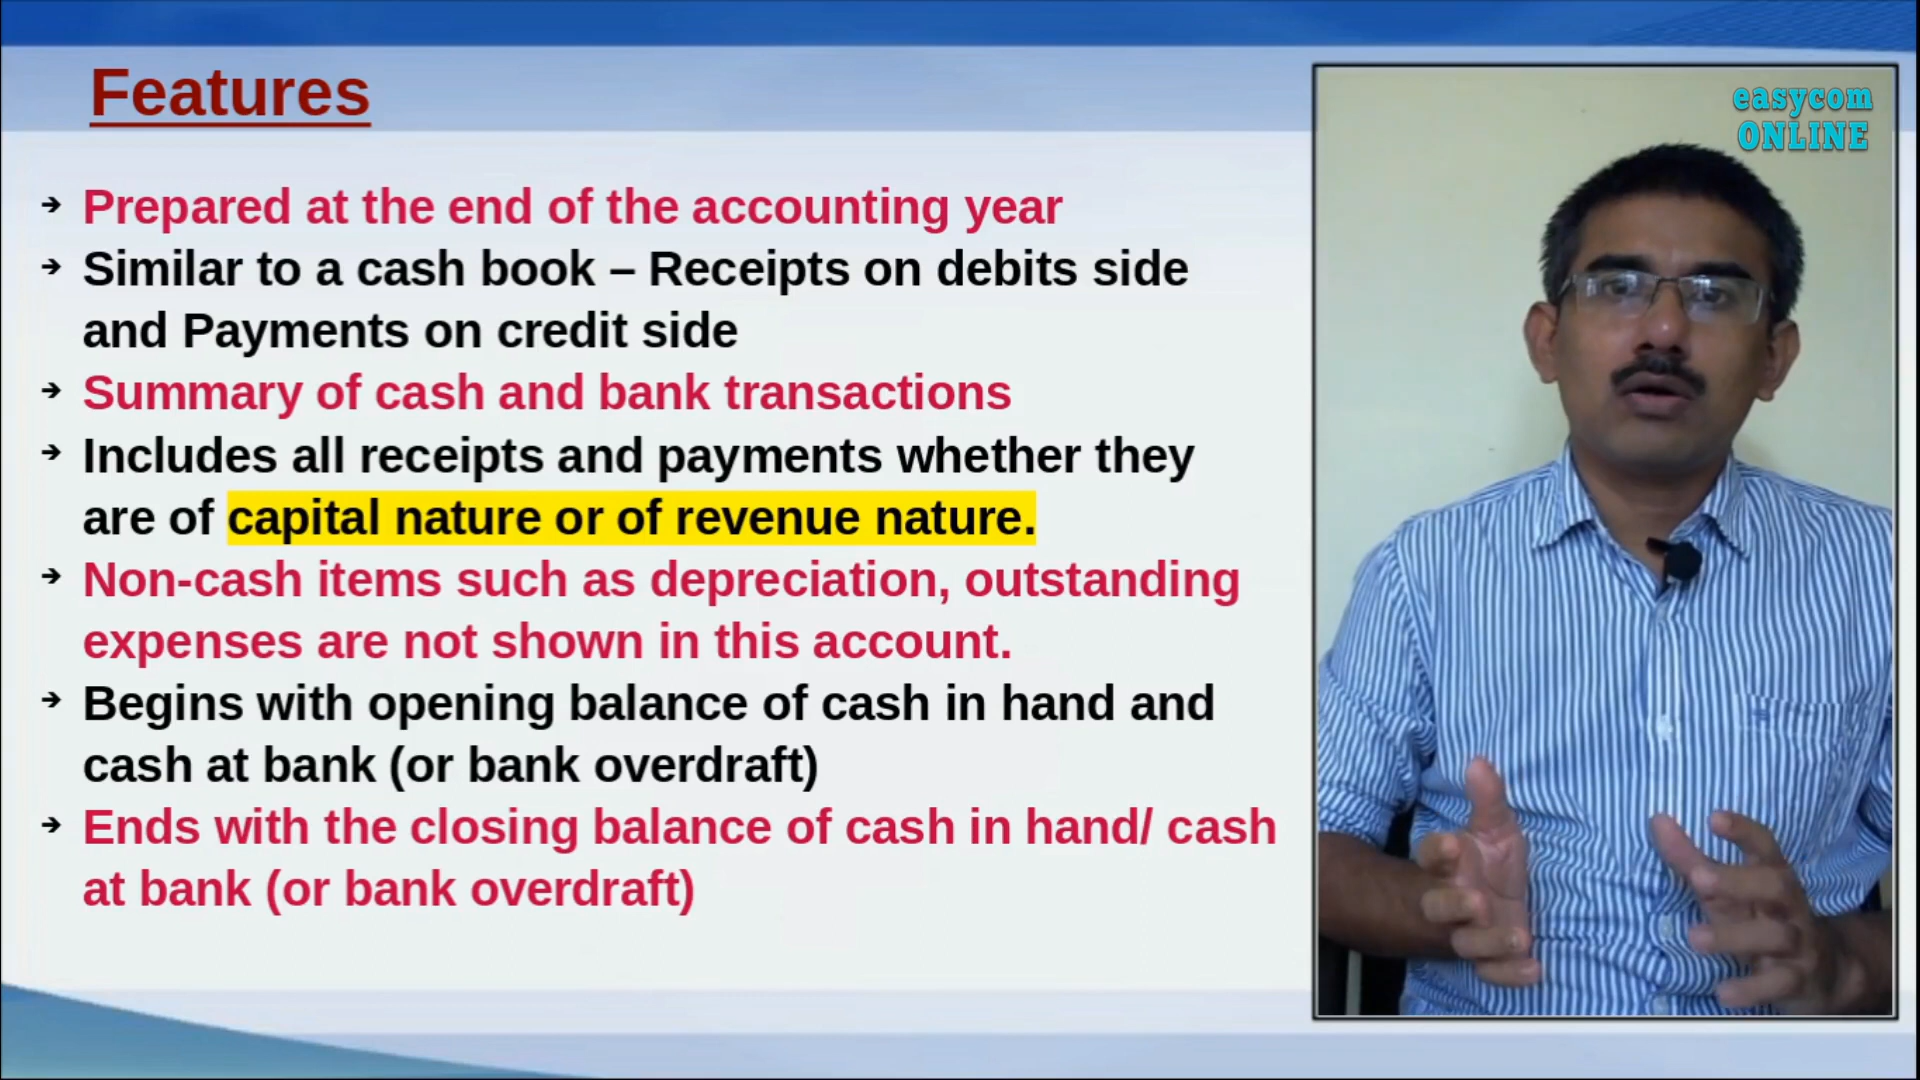 Features
easycom
ONLINE
➔ Prepared at the end of the accounting year
➔ Similar to a cash book – Receipts on debits side
and Payments on credit side
➔ Summary of cash and bank transactions
➔ Includes all receipts and payments whether they
are of capital nature or of revenue nature.
➔ Non-cash items such as depreciation, outstanding
expenses are not shown in this account.
➔ Begins with opening balance of cash in hand and
cash at bank (or bank overdraft)
➔ Ends with the closing balance of cash in hand/ cash
at bank (or bank overdraft)